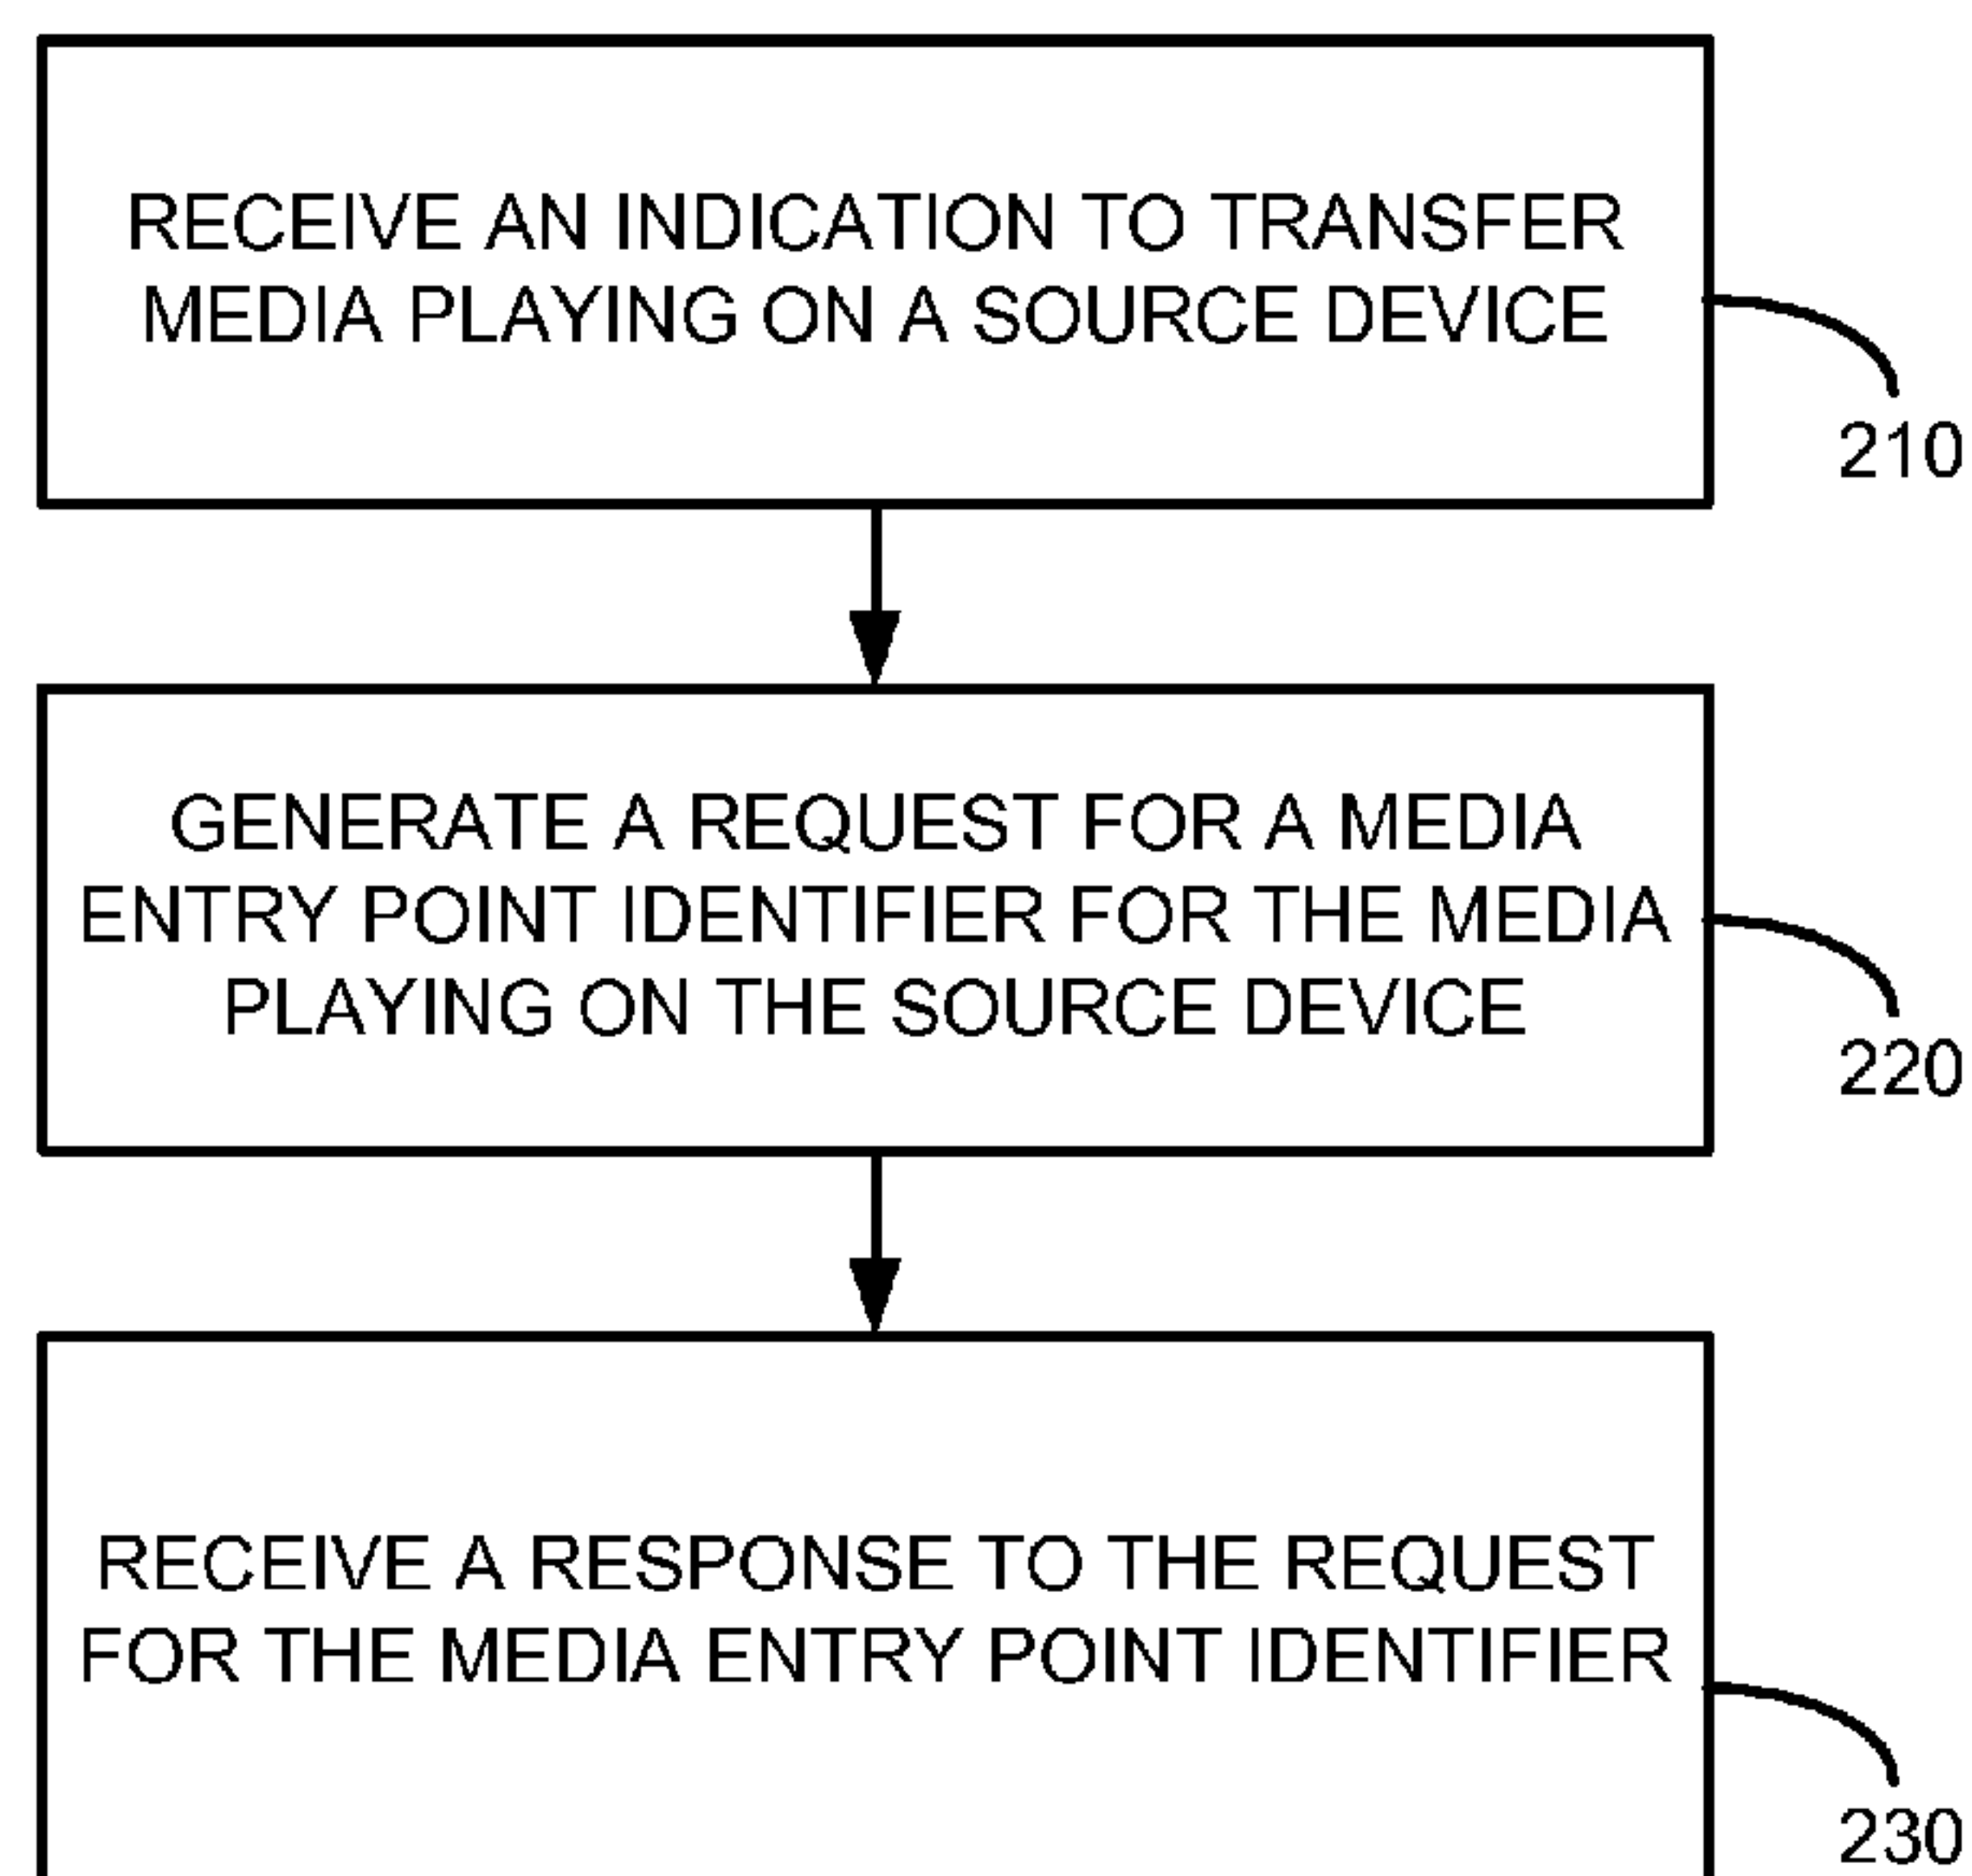 RECEIVE AN INDICATION TO TRANSFER
MEDIA PLAYING ON A SOURCE DEVICE
210
GENERATE A REQUEST FOR A MEDIA
ENTRY POINT IDENTIFIER FOR THE MEDIA
PLAYING ON THE SOURCE DEVICE
220
RECEIVE A RESPONSE TO THE REQUEST
FOR THE MEDIA ENTRY POINT IDENTIFIER
230